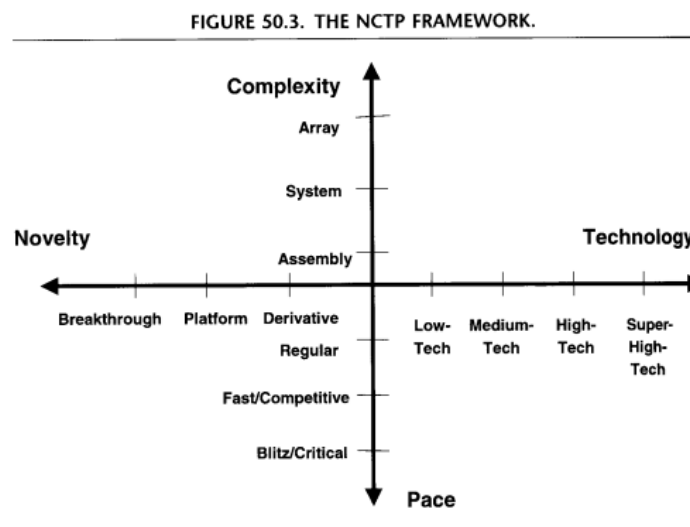 FIGURE 50.3. THE NCTP FRAMEWORK.
Complexity
Array
System
Novelty
Technology
Assembly
Breakthrough Platform Derivative
Low-Tech
Medium-Tech
High-Tech
Super-High-Tech
Regular
Fast/Competitive
Blitz/Critical
Pace